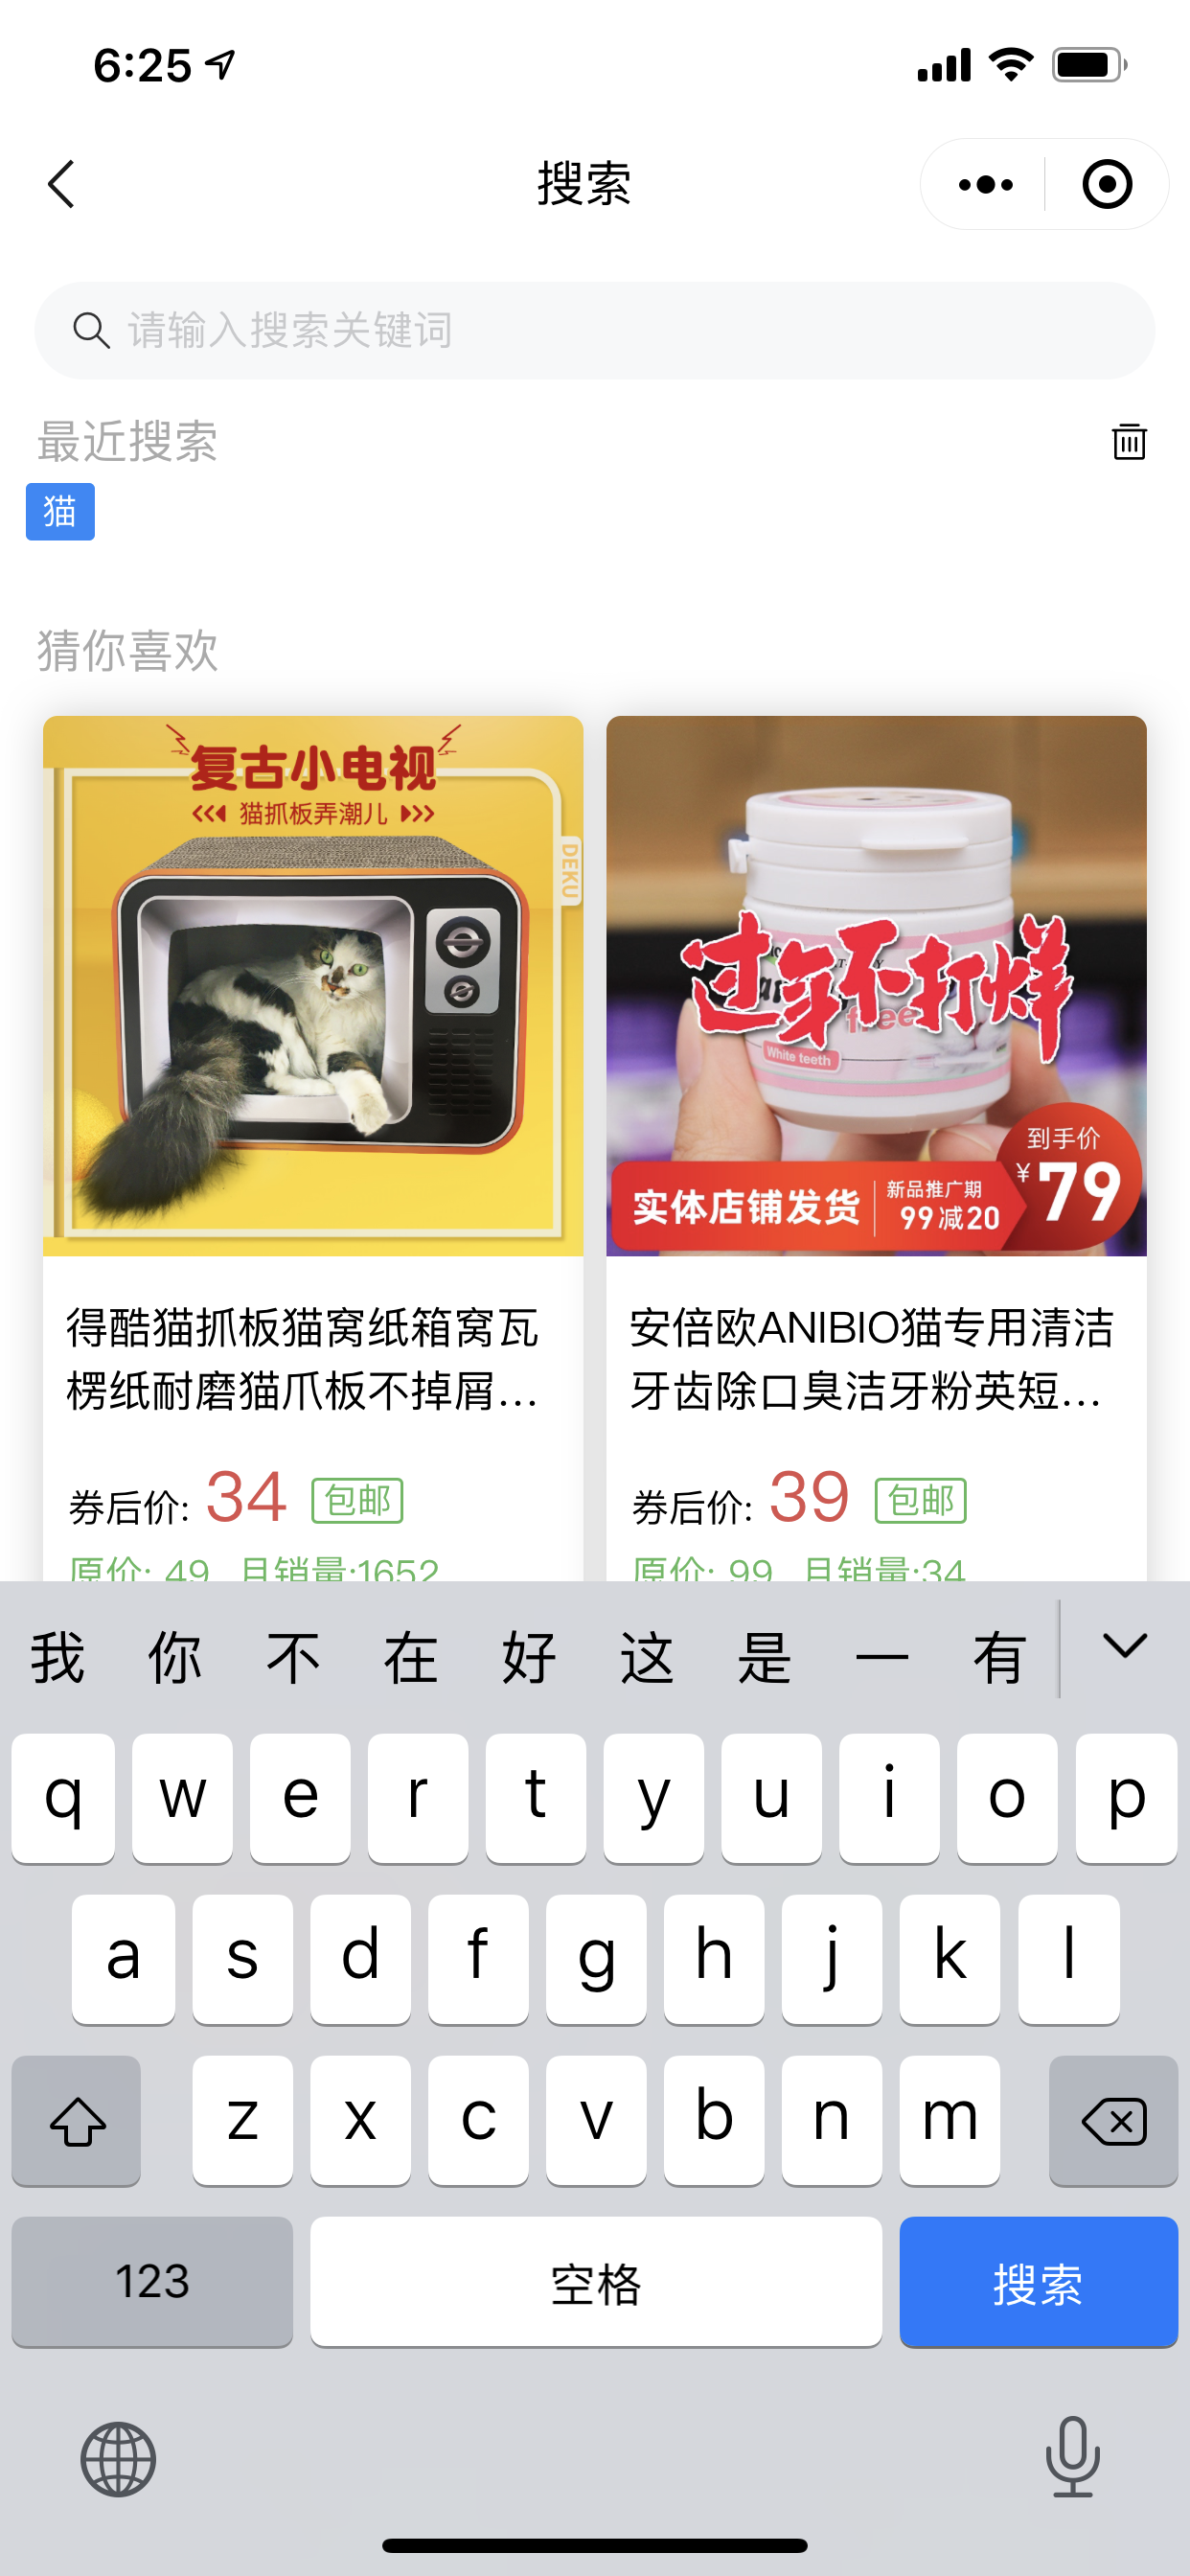 6:25
搜索
请输入搜索关键词
最近搜索
猫
猜你喜欢
复古小电视
猫抓板弄潮儿
DEKU
过年不打烊
free
White teeth
到手价
¥79
实体店铺发货
新品推广期
99减20
得酷猫抓板猫窝纸箱窝瓦
楞纸耐磨猫爪板不掉屑...
安倍欧ANIBIO猫专用清洁
牙齿除口臭洁牙粉英短...
券后价: 34 包邮
券后价: 39 包邮
原价: 49 月销量:1652
原价: 99 月销量:34
我 你 不 在 好 这 是 一 有
q w e r t y u i o p
a s d f g h j k l
z x c v b n m
123 空格 搜索